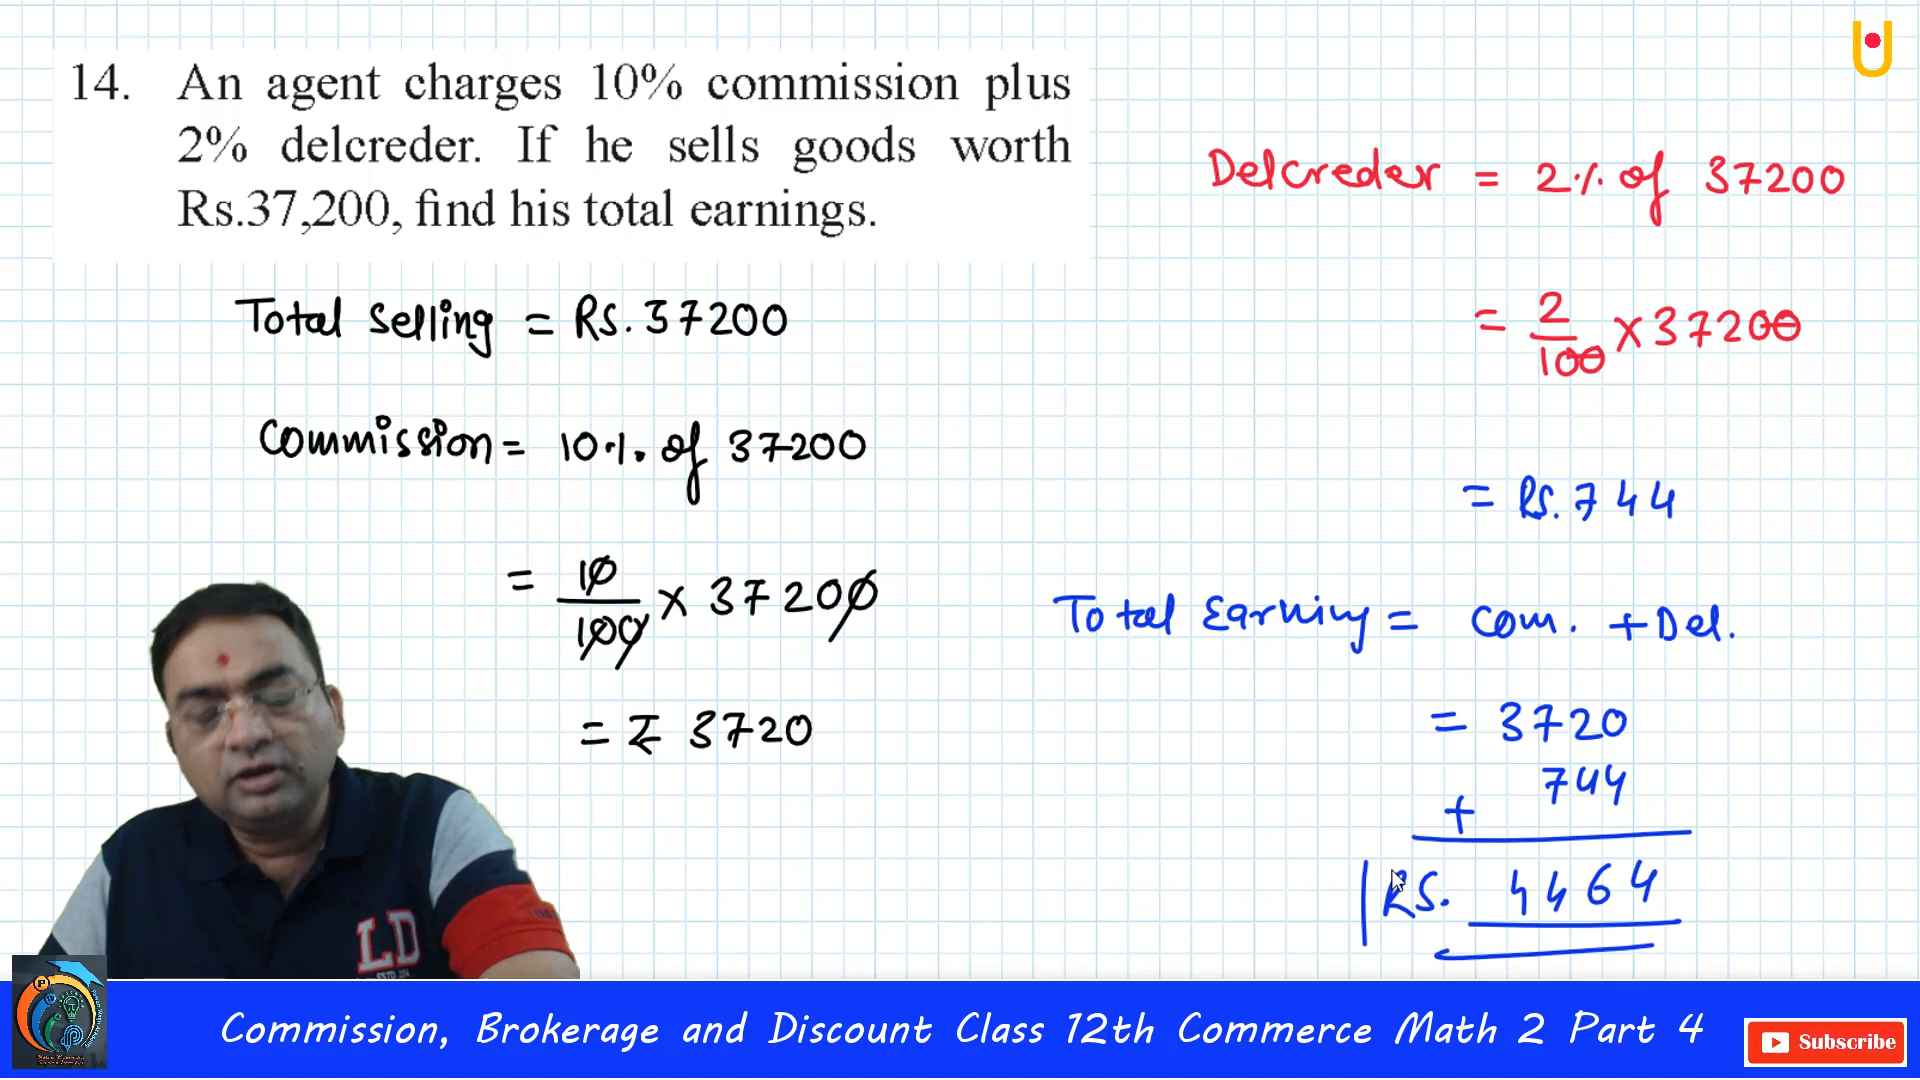 14. An agent charges 10% commission plus
2% delcreder. If he sells goods worth
Rs.37,200, find his total earnings.
Total Selling = Rs. 37200
Commission = 10% of 37200
= 10/100 × 37200
= ₹ 3720
Delcreder = 2% of 37200
= 2/100 × 37200
= Rs. 744
Total Earning = Com. + Del.
= 3720
+ 744
RS. 4464
LD
Commission, Brokerage and Discount Class 12th Commerce Math 2 Part 4
Subscribe